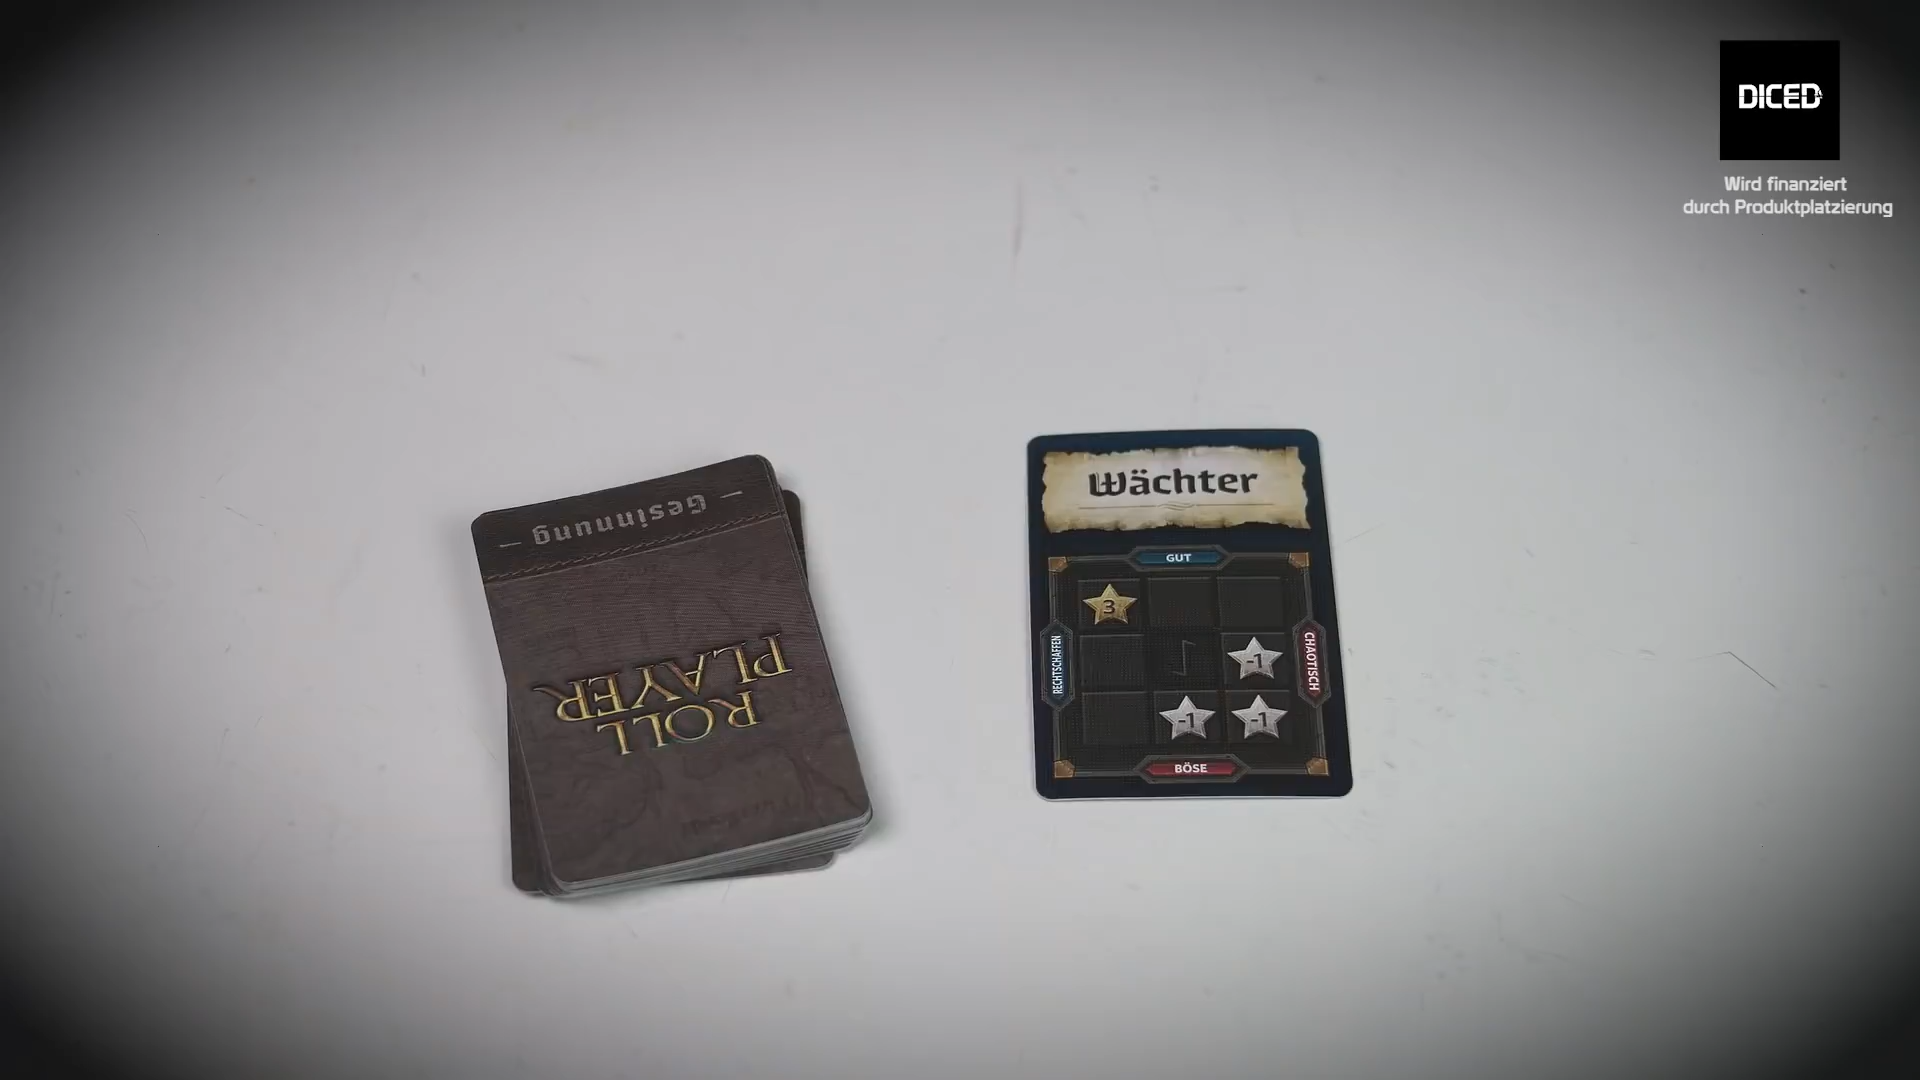 DICED
Wird finanziert
durch Produktplatzierung
Gesinnung
ROLL
PLAYER
Wächter
GUT
3
RECHTSCHAFFEN
-1
CHAOTISCH
-1
-1
BÖSE